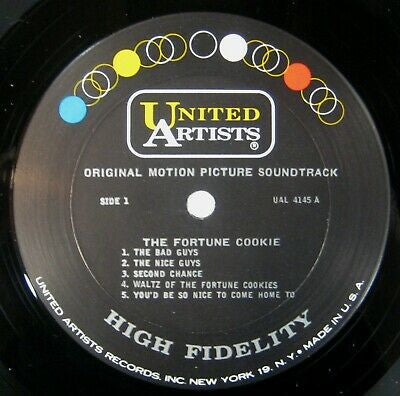 UNITED
ARTISTS®
ORIGINAL MOTION PICTURE SOUNDTRACK
SIDE 1
UAL 4145 A
THE FORTUNE COOKIE
1. THE BAD GUYS
2. THE NICE GUYS
3. SECOND CHANCE
4. WALTZ OF THE FORTUNE COOKIES
5. YOU'D BE SO NICE TO COME HOME TO
HIGH FIDELITY
UNITED ARTISTS RECORDS, INC. NEW YORK 19, N.Y. • MADE IN U.S.A.